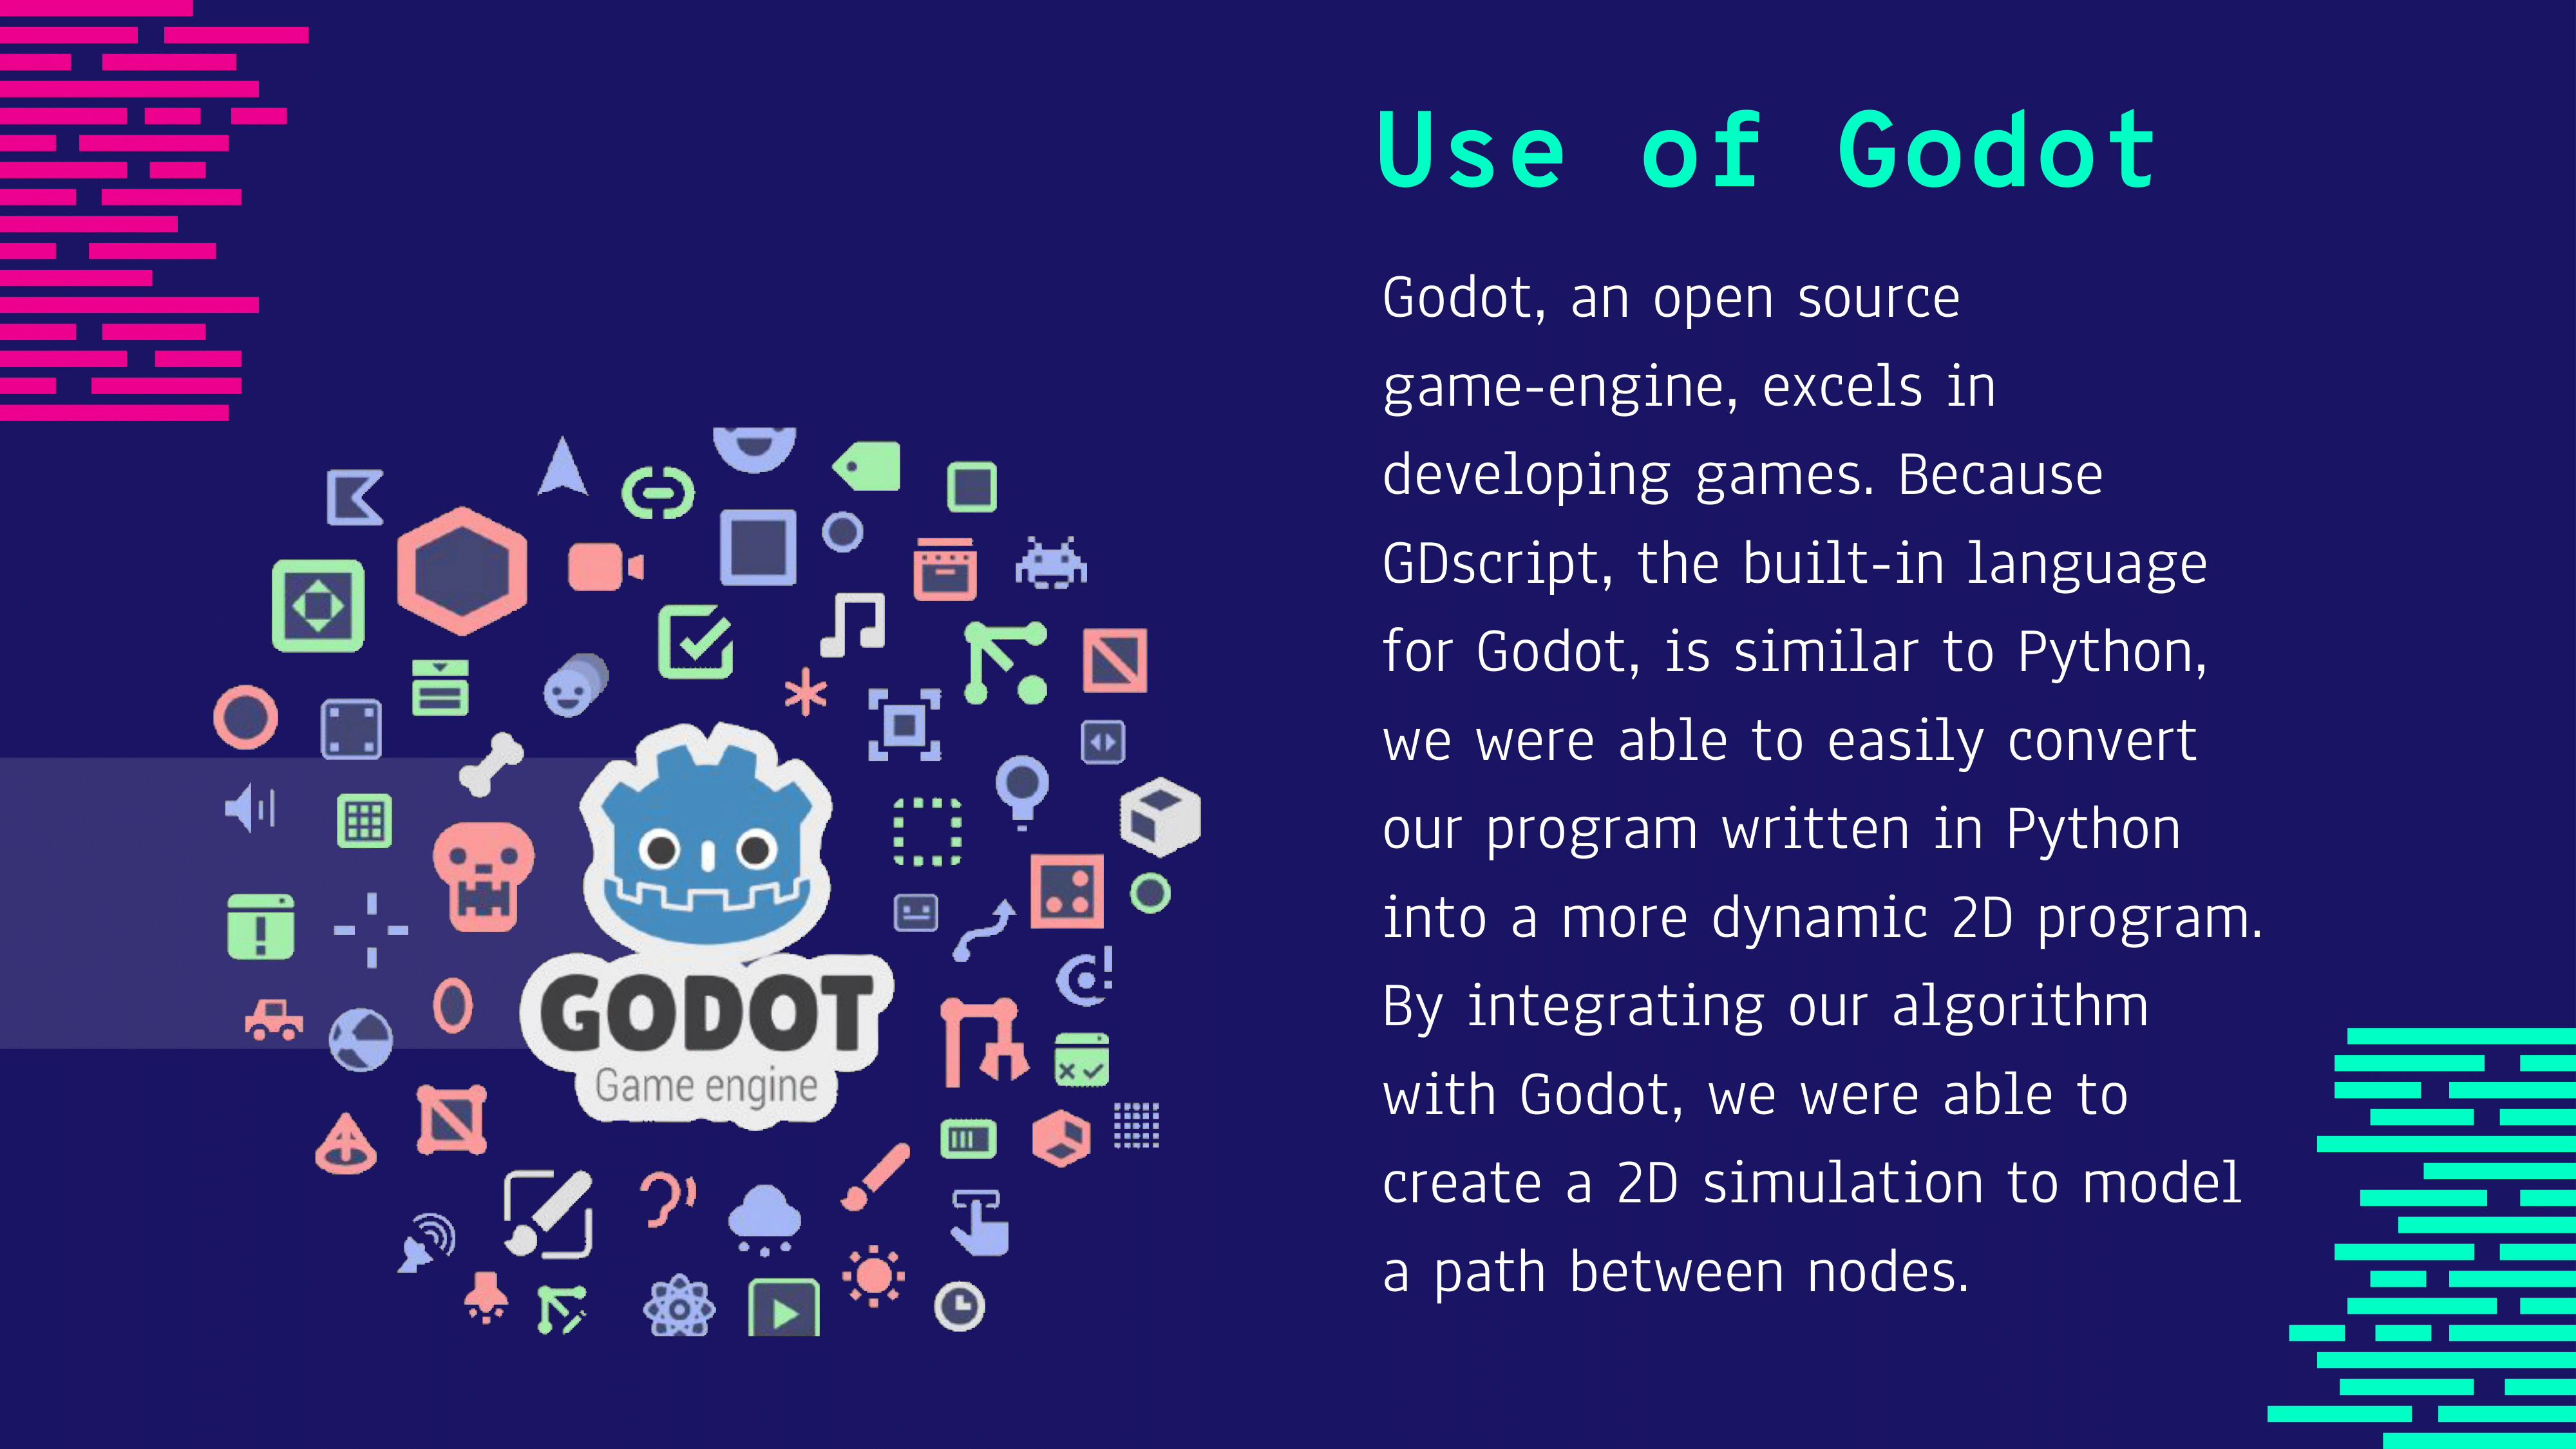 Use of Godot
Godot, an open source
game-engine, excels in
developing games. Because
GDscript, the built-in language
for Godot, is similar to Python,
we were able to easily convert
our program written in Python
into a more dynamic 2D program.
By integrating our algorithm
with Godot, we were able to
create a 2D simulation to model
a path between nodes.
GODOT
Game engine